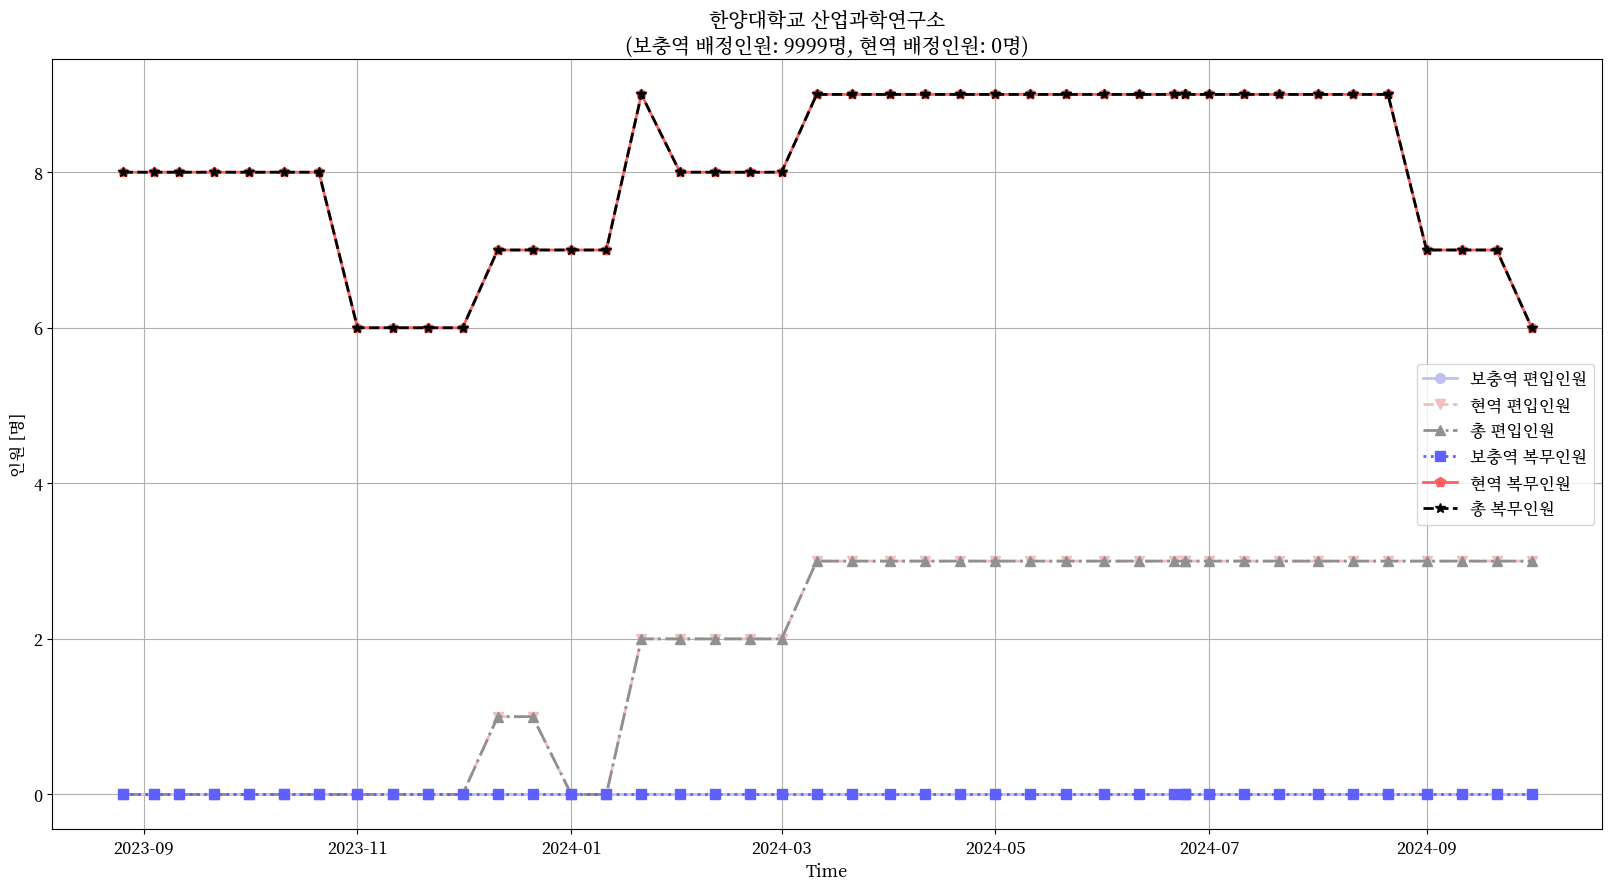 한양대학교 산업과학연구소
(보충역 배정인원: 9999명, 현역 배정인원: 0명)
인원 [명]
8
6
4
2
0
보충역 편입인원
현역 편입인원
총 편입인원
보충역 복무인원
현역 복무인원
총 복무인원
2023-09
2023-11
2024-01
2024-03
2024-05
2024-07
2024-09
Time